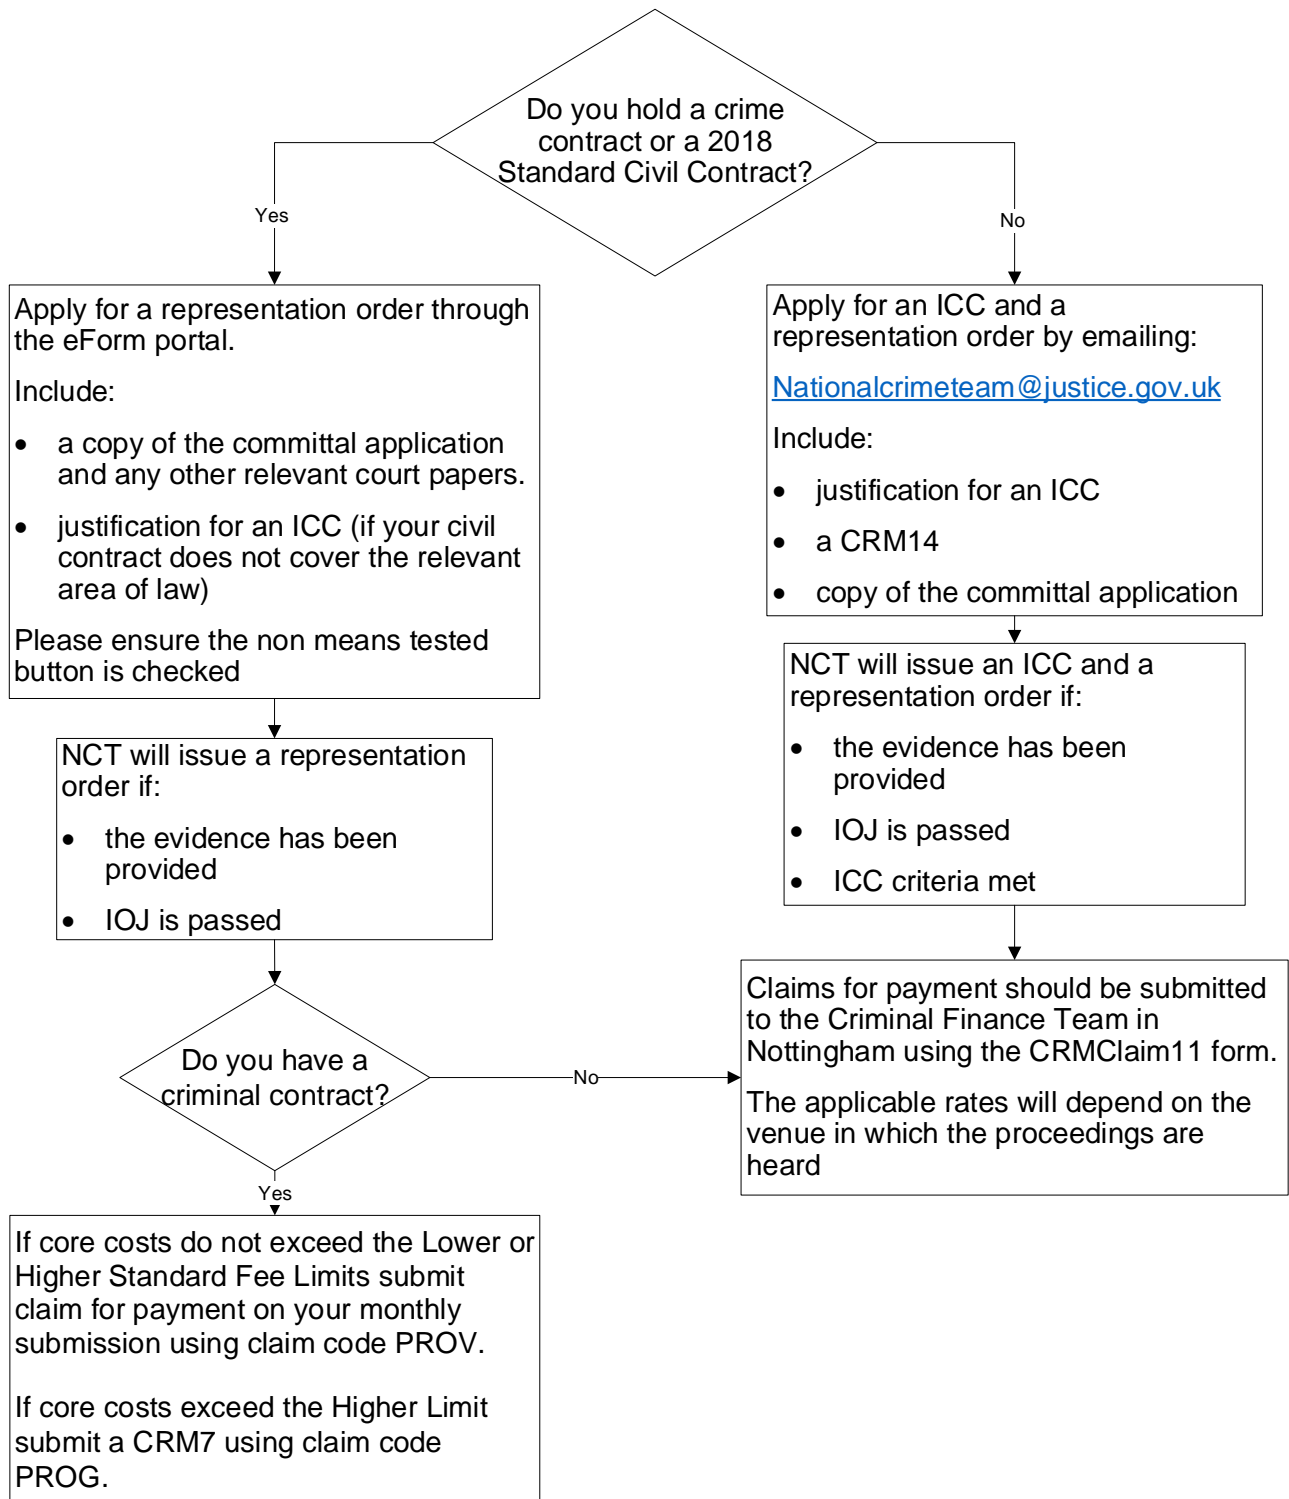 Do you hold a crime
contract or a 2018
Standard Civil Contract?
Yes
No
Apply for a representation order through
the eForm portal.
Include:
• a copy of the committal application
and any other relevant court papers.
• justification for an ICC (if your civil
contract does not cover the relevant
area of law)
Please ensure the non means tested
button is checked
Apply for an ICC and a
representation order by emailing:
Nationalcrimeteam@justice.gov.uk
Include:
• justification for an ICC
• a CRM14
• copy of the committal application
NCT will issue a representation
order if:
• the evidence has been
provided
• IOJ is passed
NCT will issue an ICC and a
representation order if:
• the evidence has been
provided
• IOJ is passed
• ICC criteria met
Do you have a
criminal contract?
No
Yes
Claims for payment should be submitted
to the Criminal Finance Team in
Nottingham using the CRMClaim11 form.
The applicable rates will depend on the
venue in which the proceedings are
heard
If core costs do not exceed the Lower or
Higher Standard Fee Limits submit
claim for payment on your monthly
submission using claim code PROV.
If core costs exceed the Higher Limit
submit a CRM7 using claim code
PROG.